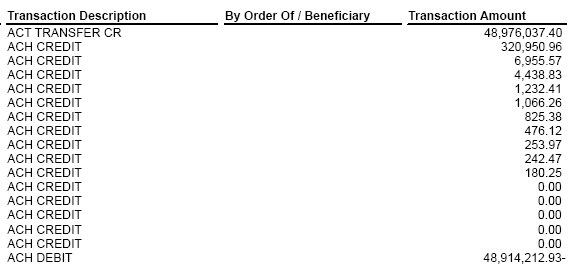 Transaction Description By Order Of / Beneficiary Transaction Amount
ACT TRANSFER CR 48,976,037.40
ACH CREDIT 320,950.96
ACH CREDIT 6,955.57
ACH CREDIT 4,438.83
ACH CREDIT 1,232.41
ACH CREDIT 1,066.26
ACH CREDIT 825.38
ACH CREDIT 476.12
ACH CREDIT 253.97
ACH CREDIT 242.47
ACH CREDIT 180.25
ACH CREDIT 0.00
ACH CREDIT 0.00
ACH CREDIT 0.00
ACH CREDIT 0.00
ACH CREDIT 0.00
ACH DEBIT 48,914,212.93-